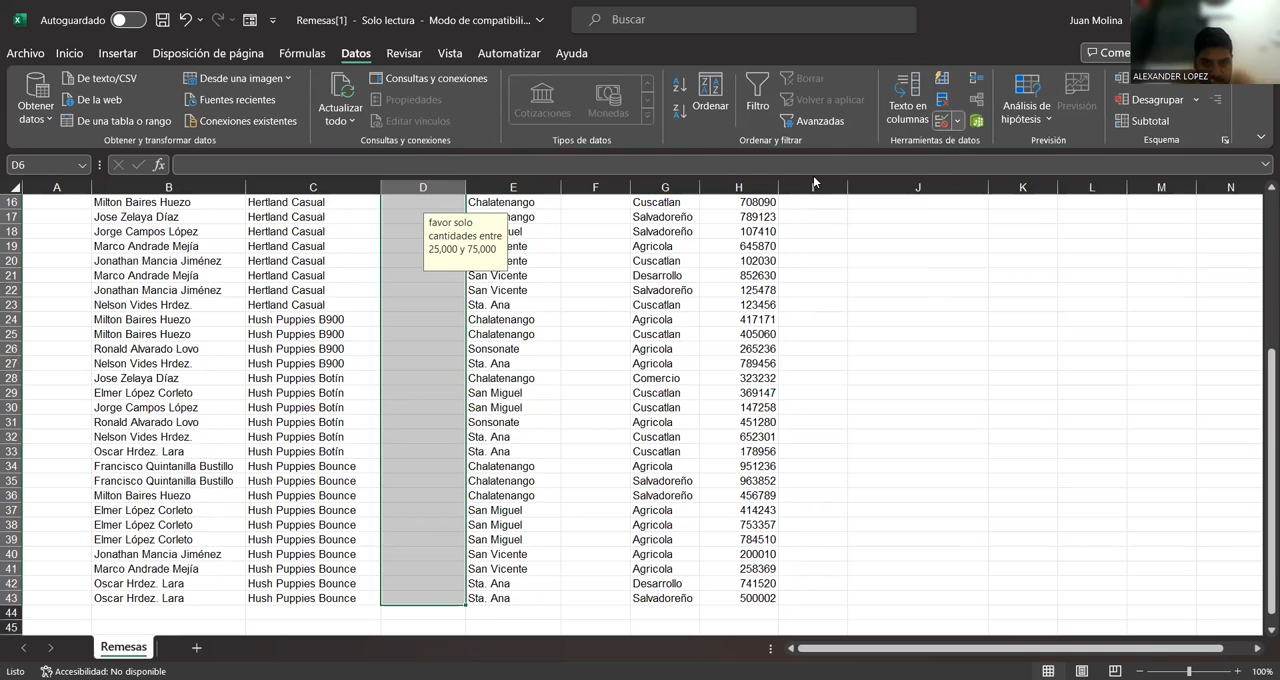 Autoguardado Remesas[1] - Solo lectura - Modo de compatibili... Buscar Juan Molina
Archivo Inicio Insertar Disposición de página Fórmulas Datos Revisar Vista Automatizar Ayuda Come
ALEXANDER LOPEZ
Obtener datos De texto/CSV De la web De una tabla o rango Desde una imagen Fuentes recientes Conexiones existentes
Actualizar todo Consultas y conexiones Propiedades Editar vínculos
Cotizaciones Monedas
Ordenar Filtro Borrar Volver a aplicar Avanzadas
Texto en columnas
Análisis de hipótesis Previsión
Desagrupar Subtotal
Obtener y transformar datos Consultas y conexiones Tipos de datos Ordenar y filtrar Herramientas de datos Previsión Esquema
D6 fx
A B C D E F G H J K L M N
16 Milton Baires Huezo Hertland Casual Chalatenango Cuscatlan 708090
17 Jose Zelaya Díaz Hertland Casual nango Salvadoreño 789123
18 Jorge Campos López Hertland Casual uel Salvadoreño 107410
19 Marco Andrade Mejía Hertland Casual ente Agricola 645870
20 Jonathan Mancia Jiménez Hertland Casual ente Cuscatlan 102030
21 Marco Andrade Mejía Hertland Casual San Vicente Desarrollo 852630
22 Jonathan Mancia Jiménez Hertland Casual San Vicente Salvadoreño 125478
23 Nelson Vides Hrdez. Hertland Casual Sta. Ana Cuscatlan 123456
24 Milton Baires Huezo Hush Puppies B900 Chalatenango Agricola 417171
25 Milton Baires Huezo Hush Puppies B900 Chalatenango Cuscatlan 405060
26 Ronald Alvarado Lovo Hush Puppies B900 Sonsonate Agricola 265236
27 Nelson Vides Hrdez. Hush Puppies B900 Sta. Ana Agricola 789456
28 Jose Zelaya Díaz Hush Puppies Botín Chalatenango Comercio 323232
29 Elmer López Corleto Hush Puppies Botín San Miguel Cuscatlan 369147
30 Jorge Campos López Hush Puppies Botín San Miguel Cuscatlan 147258
31 Ronald Alvarado Lovo Hush Puppies Botín Sonsonate Agricola 451280
32 Nelson Vides Hrdez. Hush Puppies Botín Sta. Ana Cuscatlan 652301
33 Oscar Hrdez. Lara Hush Puppies Botín Sta. Ana Cuscatlan 178956
34 Francisco Quintanilla Bustillo Hush Puppies Bounce Chalatenango Agricola 951236
35 Francisco Quintanilla Bustillo Hush Puppies Bounce Chalatenango Salvadoreño 963852
36 Milton Baires Huezo Hush Puppies Bounce Chalatenango Salvadoreño 456789
37 Elmer López Corleto Hush Puppies Bounce San Miguel Agricola 414243
38 Elmer López Corleto Hush Puppies Bounce San Miguel Agricola 753357
39 Elmer López Corleto Hush Puppies Bounce San Miguel Agricola 784510
40 Jonathan Mancia Jiménez Hush Puppies Bounce San Vicente Agricola 200010
41 Marco Andrade Mejía Hush Puppies Bounce San Vicente Agricola 258369
42 Oscar Hrdez. Lara Hush Puppies Bounce Sta. Ana Desarrollo 741520
43 Oscar Hrdez. Lara Hush Puppies Bounce Sta. Ana Salvadoreño 500002
44
45
favor solo
cantidades entre
25,000 y 75,000
Remesas
Listo Accesibilidad: No disponible 100%